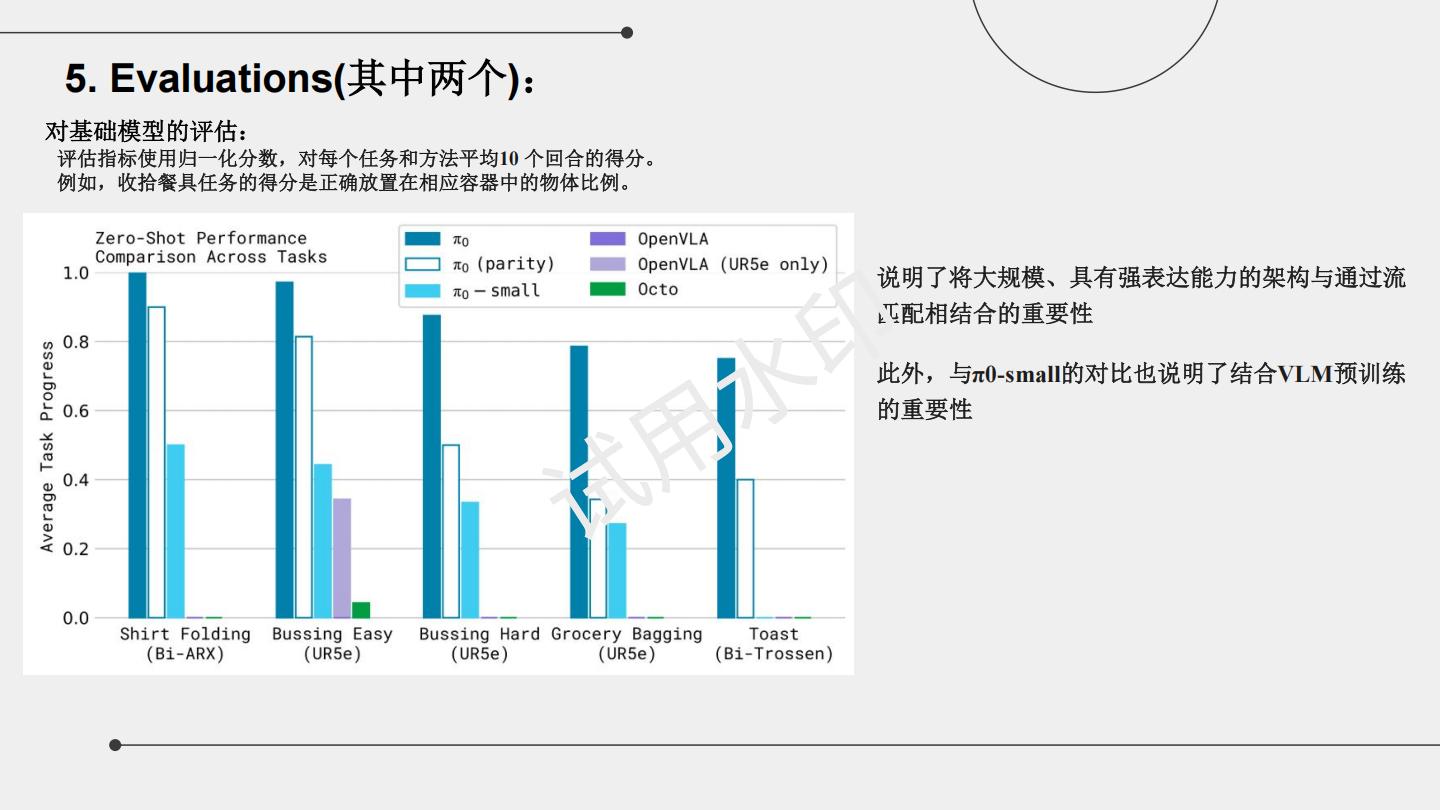 5. Evaluations(其中两个)：
对基础模型的评估：
评估指标使用归一化分数，对每个任务和方法平均10 个回合的得分。
例如，收拾餐具任务的得分是正确放置在相应容器中的物体比例。
Zero-Shot Performance
Comparison Across Tasks
π0
π0 (parity)
π0 – small
OpenVLA
OpenVLA (UR5e only)
Octo
Average Task Progress
1.0
0.8
0.6
0.4
0.2
0.0
Shirt Folding
(Bi-ARX)
Bussing Easy
(UR5e)
Bussing Hard
(UR5e)
Grocery Bagging
(UR5e)
Toast
(Bi-Trossen)
说明了将大规模、具有强表达能力的架构与通过流
匹配相结合的重要性
此外，与π0-small的对比也说明了结合VLM预训练
的重要性
试用水印